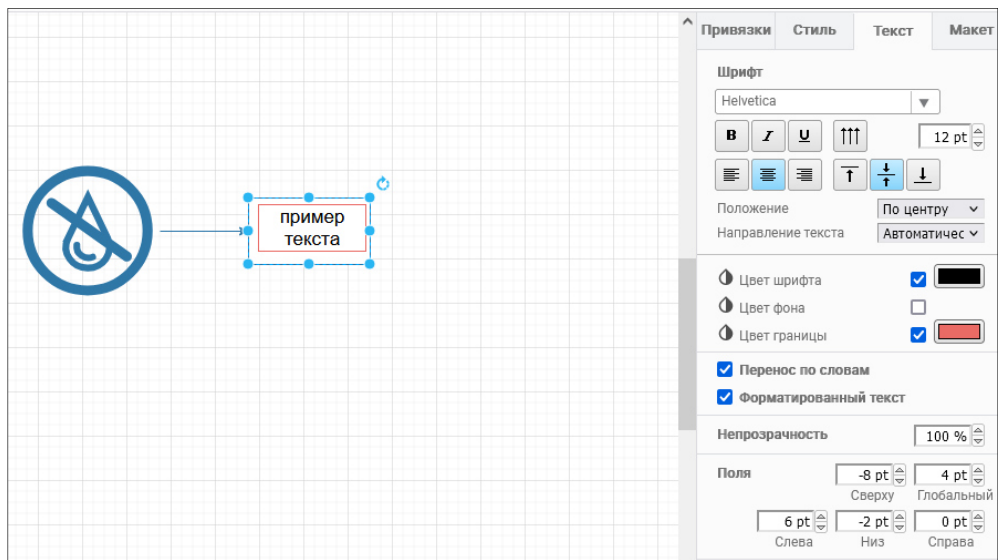 Привязки Стиль Текст Макет
Шрифт
Helvetica
B I U 12 pt
пример
текста
Положение По центру
Направление текста Автоматичес
Цвет шрифта
Цвет фона
Цвет границы
Перенос по словам
Форматированный текст
Непрозрачность 100 %
Поля -8 pt 4 pt
Сверху Глобальный
6 pt -2 pt 0 pt
Слева Низ Справа